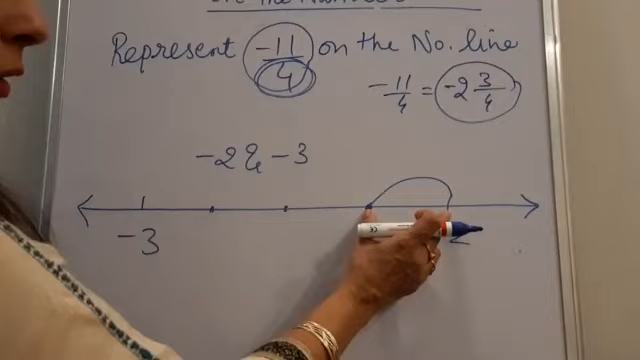 Represent -11/4 on the No. line
-11/4 = -2 3/4
-2 & -3
-3